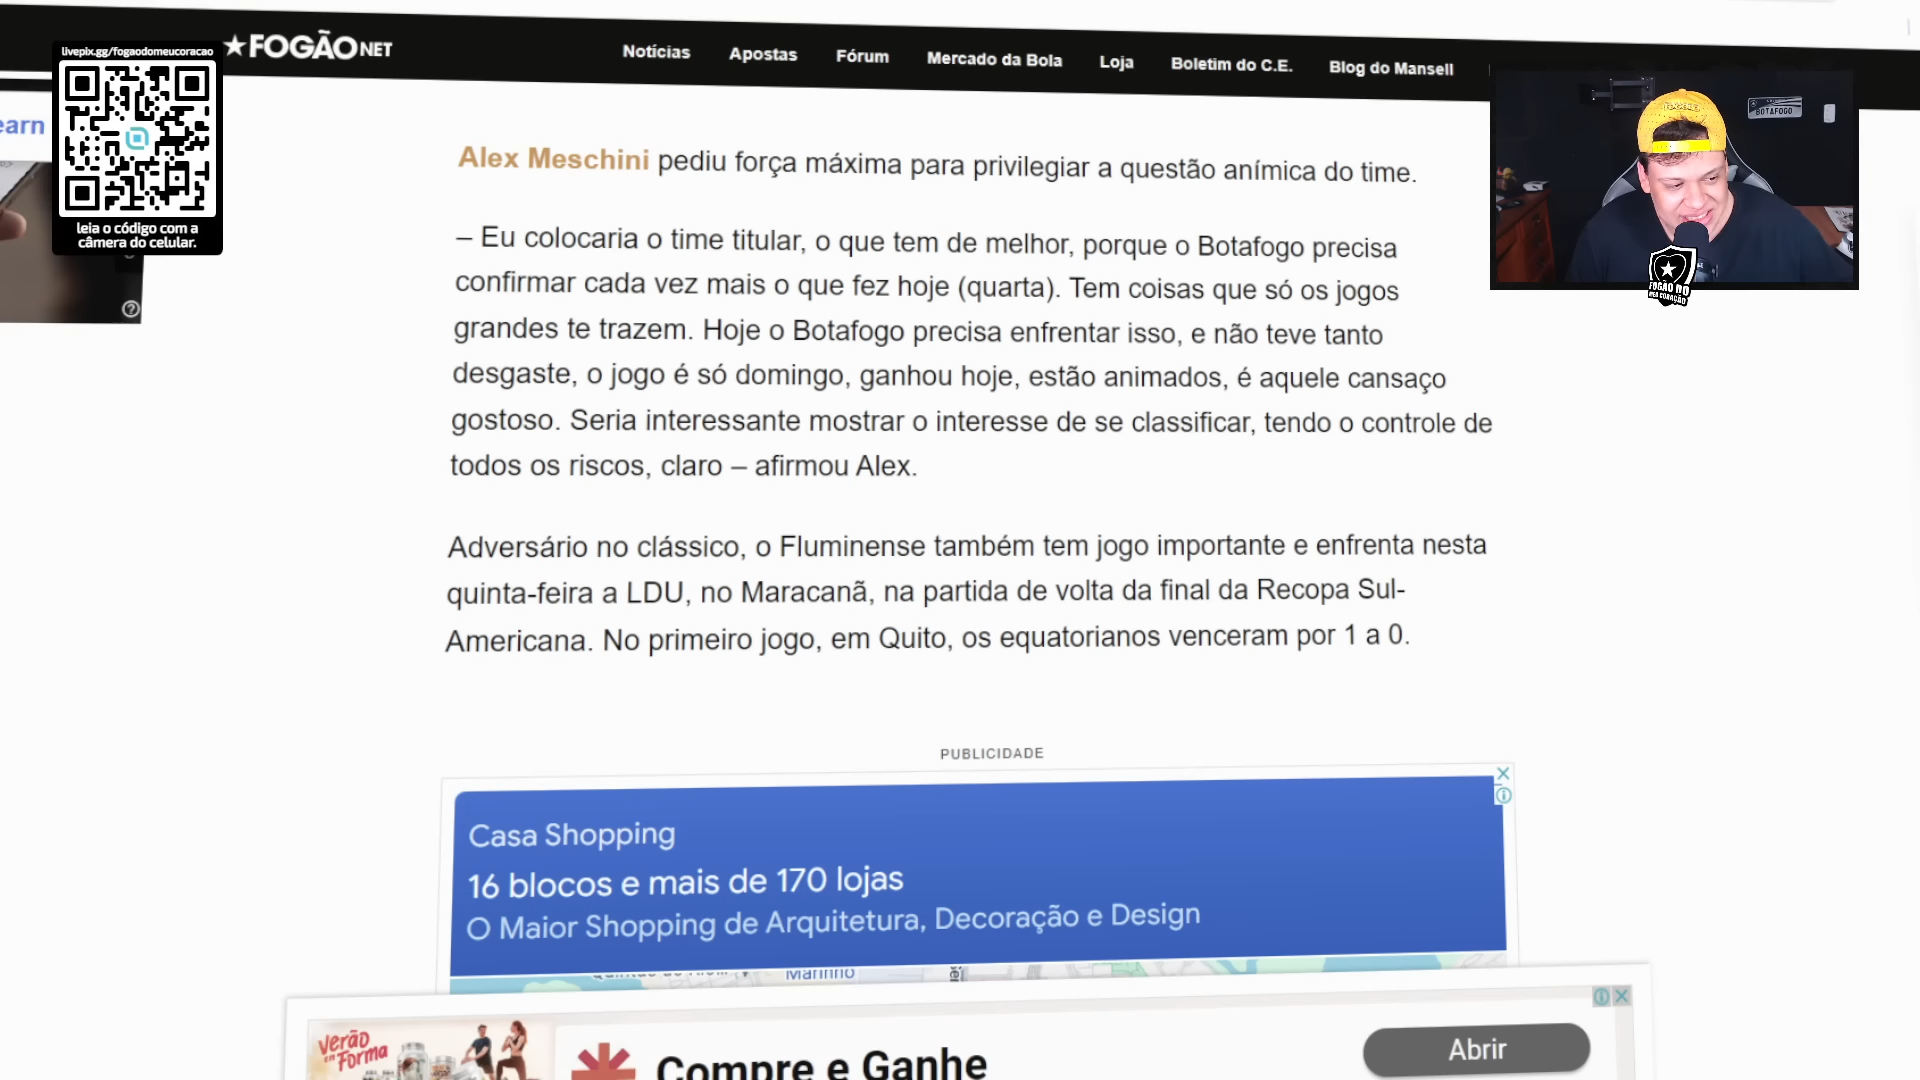 livepix.gg/fogaodomeucoracao
leia o código com a
câmera do celular.
earn
FOGÃO NET
Notícias
Apostas
Fórum
Mercado da Bola
Loja
Boletim do C.E.
Blog do Mansell
BOTAFOGO
FOGÃO DO
MEU CORAÇÃO
Alex Meschini pediu força máxima para privilegiar a questão anímica do time.
– Eu colocaria o time titular, o que tem de melhor, porque o Botafogo precisa
confirmar cada vez mais o que fez hoje (quarta). Tem coisas que só os jogos
grandes te trazem. Hoje o Botafogo precisa enfrentar isso, e não teve tanto
desgaste, o jogo é só domingo, ganhou hoje, estão animados, é aquele cansaço
gostoso. Seria interessante mostrar o interesse de se classificar, tendo o controle de
todos os riscos, claro – afirmou Alex.
Adversário no clássico, o Fluminense também tem jogo importante e enfrenta nesta
quinta-feira a LDU, no Maracanã, na partida de volta da final da Recopa Sul-
Americana. No primeiro jogo, em Quito, os equatorianos venceram por 1 a 0.
PUBLICIDADE
Casa Shopping
16 blocos e mais de 170 lojas
O Maior Shopping de Arquitetura, Decoração e Design
Marinho
Verão
em Forma
Compre e Ganhe
Abrir